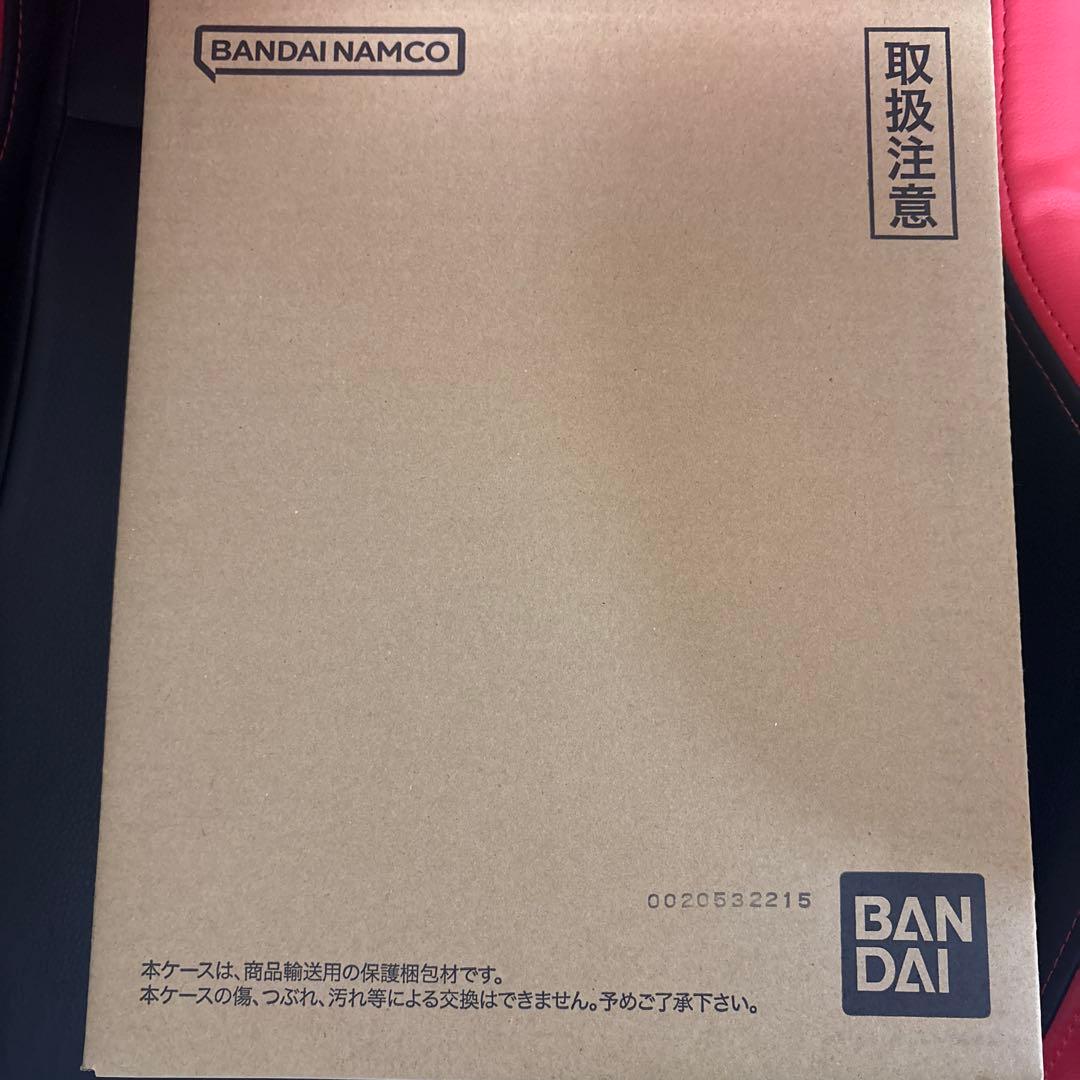 BANDAI NAMCO
取扱注意
0020532215
BAN
DAI
本ケースは、商品輸送用の保護梱包材です。
本ケースの傷、つぶれ、汚れ等による交換はできません。予めご了承下さい。